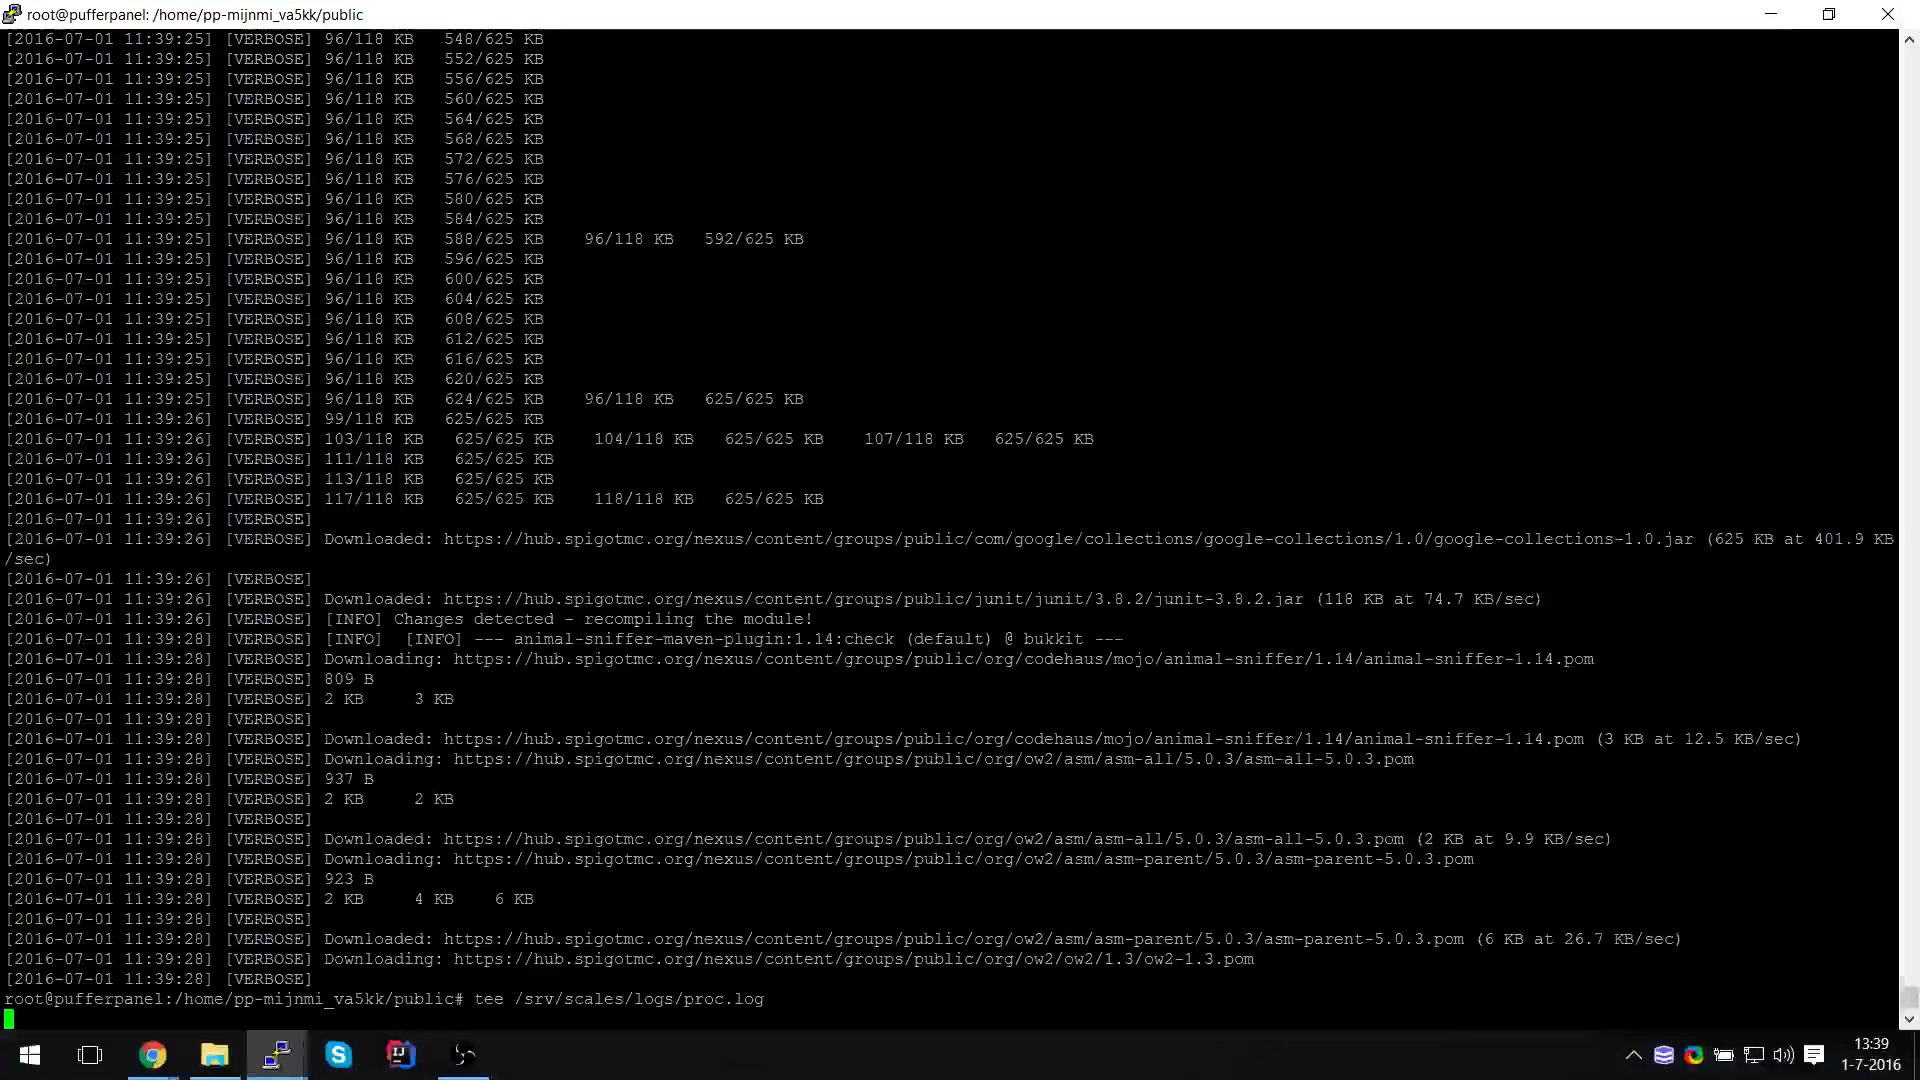 root@pufferpanel: /home/pp-mijnmi_va5kk/public
[2016-07-01 11:39:25] [VERBOSE] 96/118 KB   548/625 KB
[2016-07-01 11:39:25] [VERBOSE] 96/118 KB   552/625 KB
[2016-07-01 11:39:25] [VERBOSE] 96/118 KB   556/625 KB
[2016-07-01 11:39:25] [VERBOSE] 96/118 KB   560/625 KB
[2016-07-01 11:39:25] [VERBOSE] 96/118 KB   564/625 KB
[2016-07-01 11:39:25] [VERBOSE] 96/118 KB   568/625 KB
[2016-07-01 11:39:25] [VERBOSE] 96/118 KB   572/625 KB
[2016-07-01 11:39:25] [VERBOSE] 96/118 KB   576/625 KB
[2016-07-01 11:39:25] [VERBOSE] 96/118 KB   580/625 KB
[2016-07-01 11:39:25] [VERBOSE] 96/118 KB   584/625 KB
[2016-07-01 11:39:25] [VERBOSE] 96/118 KB   588/625 KB    96/118 KB   592/625 KB
[2016-07-01 11:39:25] [VERBOSE] 96/118 KB   596/625 KB
[2016-07-01 11:39:25] [VERBOSE] 96/118 KB   600/625 KB
[2016-07-01 11:39:25] [VERBOSE] 96/118 KB   604/625 KB
[2016-07-01 11:39:25] [VERBOSE] 96/118 KB   608/625 KB
[2016-07-01 11:39:25] [VERBOSE] 96/118 KB   612/625 KB
[2016-07-01 11:39:25] [VERBOSE] 96/118 KB   616/625 KB
[2016-07-01 11:39:25] [VERBOSE] 96/118 KB   620/625 KB
[2016-07-01 11:39:25] [VERBOSE] 96/118 KB   624/625 KB    96/118 KB   625/625 KB
[2016-07-01 11:39:26] [VERBOSE] 99/118 KB   625/625 KB
[2016-07-01 11:39:26] [VERBOSE] 103/118 KB   625/625 KB    104/118 KB   625/625 KB    107/118 KB   625/625 KB
[2016-07-01 11:39:26] [VERBOSE] 111/118 KB   625/625 KB
[2016-07-01 11:39:26] [VERBOSE] 113/118 KB   625/625 KB
[2016-07-01 11:39:26] [VERBOSE] 117/118 KB   625/625 KB    118/118 KB   625/625 KB
[2016-07-01 11:39:26] [VERBOSE]
[2016-07-01 11:39:26] [VERBOSE] Downloaded: https://hub.spigotmc.org/nexus/content/groups/public/com/google/collections/google-collections/1.0/google-collections-1.0.jar (625 KB at 401.9 KB
/sec)
[2016-07-01 11:39:26] [VERBOSE]
[2016-07-01 11:39:26] [VERBOSE] Downloaded: https://hub.spigotmc.org/nexus/content/groups/public/junit/junit/3.8.2/junit-3.8.2.jar (118 KB at 74.7 KB/sec)
[2016-07-01 11:39:26] [VERBOSE] [INFO] Changes detected - recompiling the module!
[2016-07-01 11:39:28] [VERBOSE] [INFO]  [INFO] --- animal-sniffer-maven-plugin:1.14:check (default) @ bukkit ---
[2016-07-01 11:39:28] [VERBOSE] Downloading: https://hub.spigotmc.org/nexus/content/groups/public/org/codehaus/mojo/animal-sniffer/1.14/animal-sniffer-1.14.pom
[2016-07-01 11:39:28] [VERBOSE] 809 B
[2016-07-01 11:39:28] [VERBOSE] 2 KB     3 KB
[2016-07-01 11:39:28] [VERBOSE]
[2016-07-01 11:39:28] [VERBOSE] Downloaded: https://hub.spigotmc.org/nexus/content/groups/public/org/codehaus/mojo/animal-sniffer/1.14/animal-sniffer-1.14.pom (3 KB at 12.5 KB/sec)
[2016-07-01 11:39:28] [VERBOSE] Downloading: https://hub.spigotmc.org/nexus/content/groups/public/org/ow2/asm/asm-all/5.0.3/asm-all-5.0.3.pom
[2016-07-01 11:39:28] [VERBOSE] 937 B
[2016-07-01 11:39:28] [VERBOSE] 2 KB     2 KB
[2016-07-01 11:39:28] [VERBOSE]
[2016-07-01 11:39:28] [VERBOSE] Downloaded: https://hub.spigotmc.org/nexus/content/groups/public/org/ow2/asm/asm-all/5.0.3/asm-all-5.0.3.pom (2 KB at 9.9 KB/sec)
[2016-07-01 11:39:28] [VERBOSE] Downloading: https://hub.spigotmc.org/nexus/content/groups/public/org/ow2/asm/asm-parent/5.0.3/asm-parent-5.0.3.pom
[2016-07-01 11:39:28] [VERBOSE] 923 B
[2016-07-01 11:39:28] [VERBOSE] 2 KB     4 KB    6 KB
[2016-07-01 11:39:28] [VERBOSE]
[2016-07-01 11:39:28] [VERBOSE] Downloaded: https://hub.spigotmc.org/nexus/content/groups/public/org/ow2/asm/asm-parent/5.0.3/asm-parent-5.0.3.pom (6 KB at 26.7 KB/sec)
[2016-07-01 11:39:28] [VERBOSE] Downloading: https://hub.spigotmc.org/nexus/content/groups/public/org/ow2/ow2/1.3/ow2-1.3.pom
[2016-07-01 11:39:28] [VERBOSE]
root@pufferpanel:/home/pp-mijnmi_va5kk/public# tee /srv/scales/logs/proc.log
13:39
1-7-2016